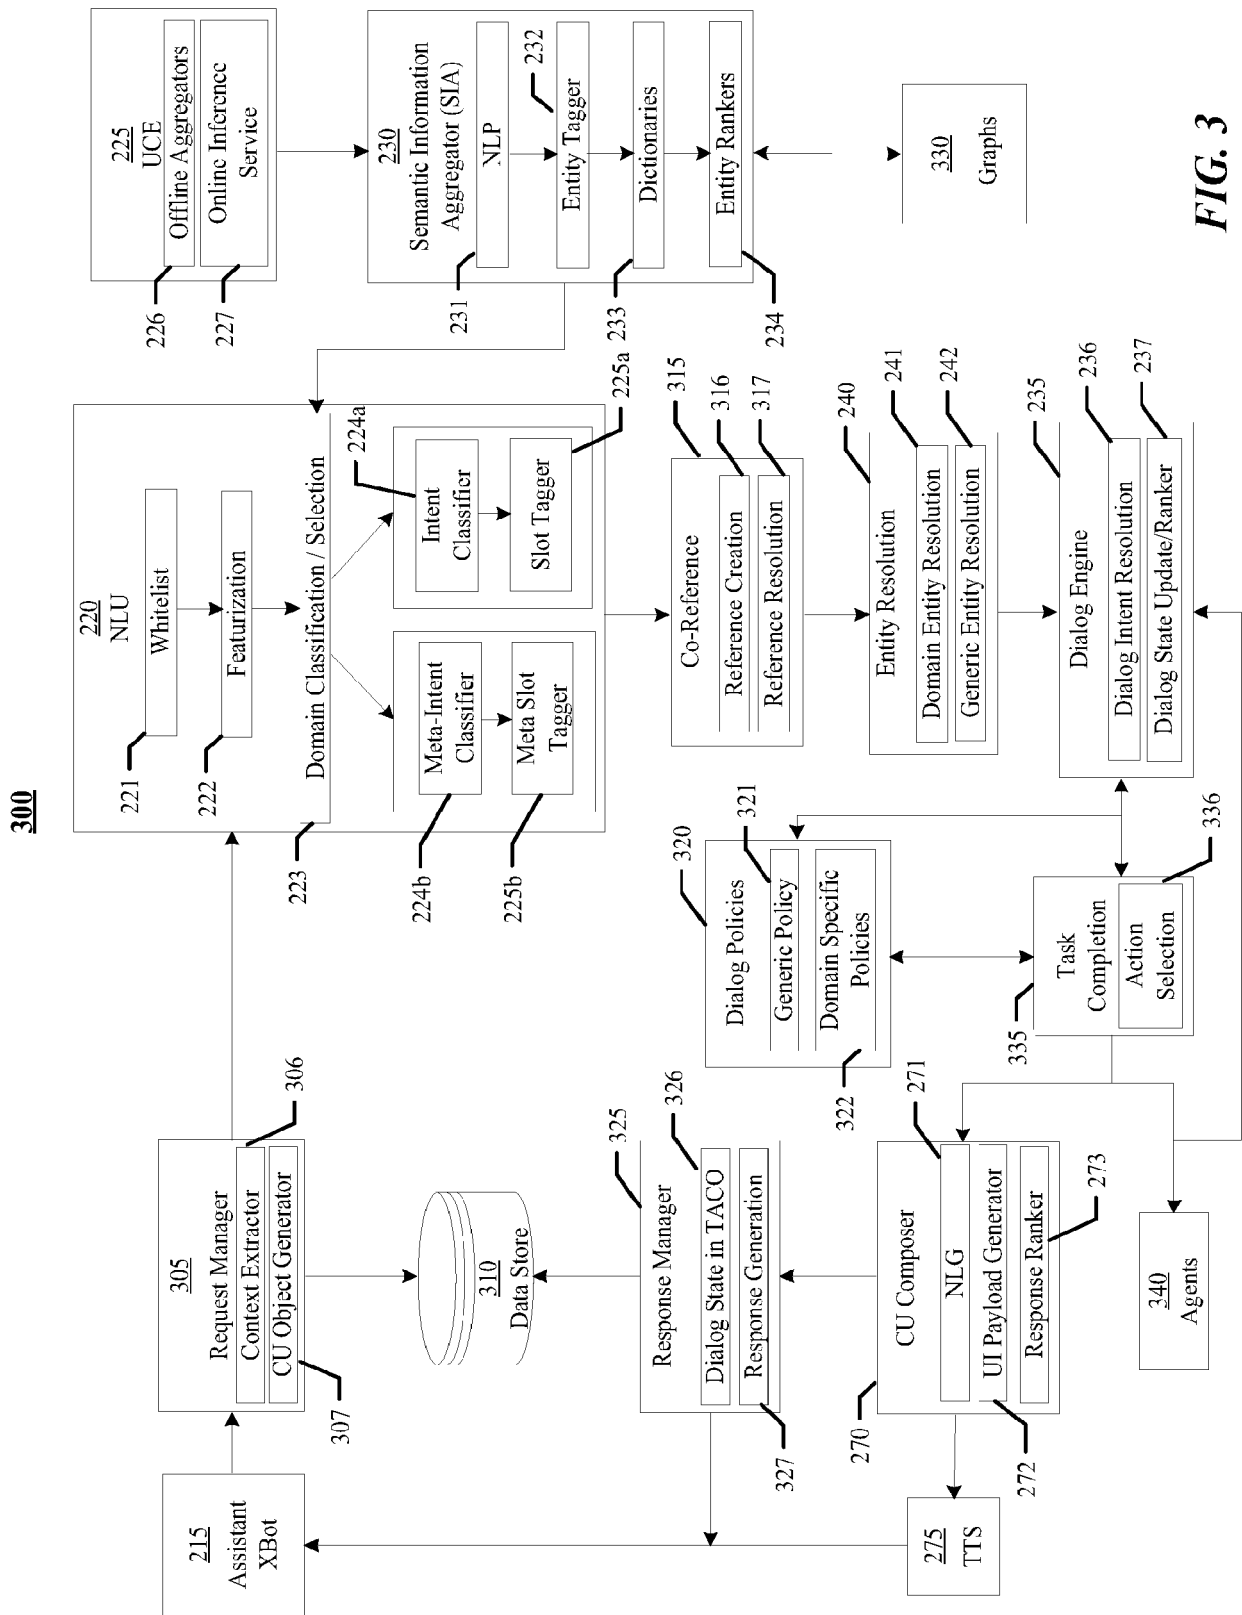 300
215
Assistant
XBot
305
Request Manager
Context Extractor
CU Object Generator
306
307
310
Data Store
220
NLU
Whitelist
221
Featurization
222
Domain Classification / Selection
223
Meta-Intent
Classifier
224b
Meta Slot
Tagger
225b
Intent
Classifier
224a
Slot Tagger
225a
225
UCE
Offline Aggregators
Online Inference
Service
226
227
230
Semantic Information
Aggregator (SIA)
NLP
231
Entity Tagger
232
Dictionaries
233
Entity Rankers
234
330
Graphs
Co-Reference
315
Reference Creation
316
Reference Resolution
317
Entity Resolution
240
Domain Entity Resolution
241
Generic Entity Resolution
242
Dialog Engine
235
Dialog Intent Resolution
236
Dialog State Update/Ranker
237
Dialog Policies
320
Generic Policy
321
Domain Specific
Policies
322
Task
Completion
335
Action
Selection
336
Response Manager
325
Dialog State in TACO
326
Response Generation
327
CU Composer
270
NLG
271
UI Payload Generator
272
Response Ranker
273
275
TTS
340
Agents
FIG. 3